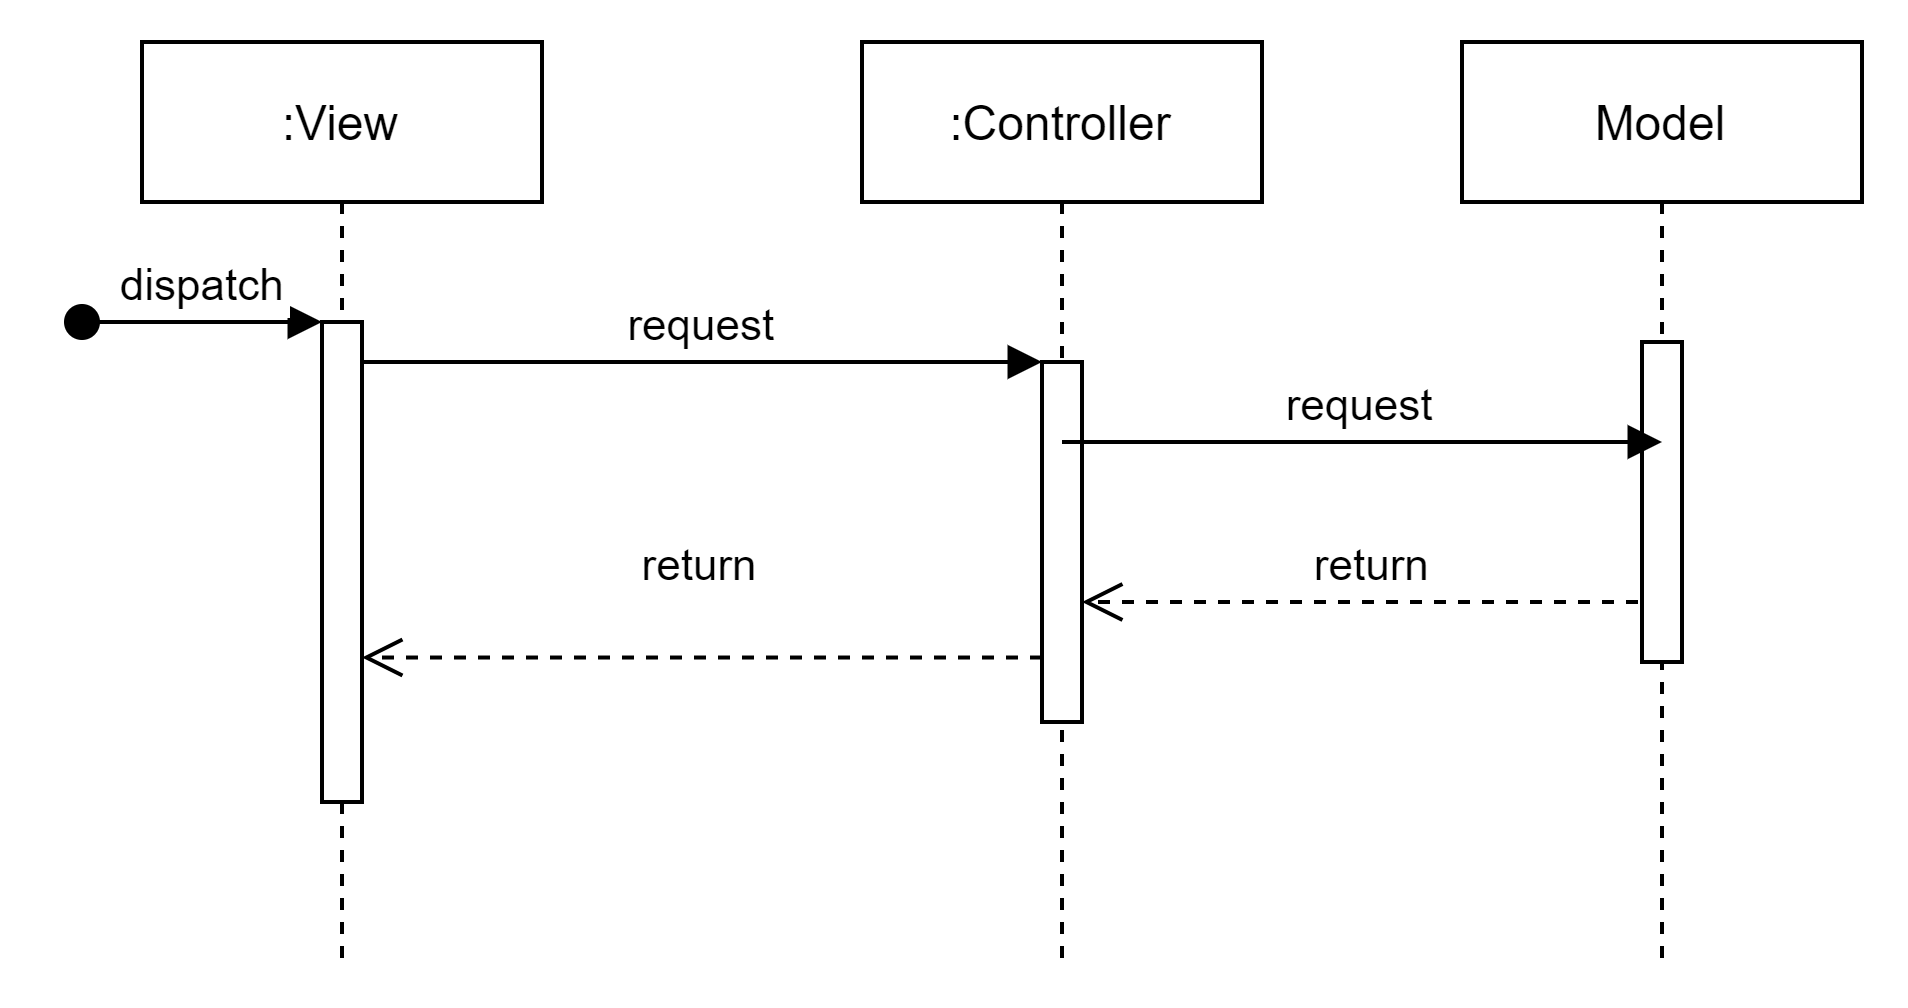 :View
:Controller
Model
dispatch
request
request
return
return